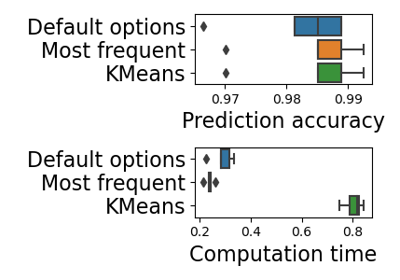 Default options
Most frequent
KMeans
0.97 0.98 0.99
Prediction accuracy
Default options
Most frequent
KMeans
0.2 0.4 0.6 0.8
Computation time